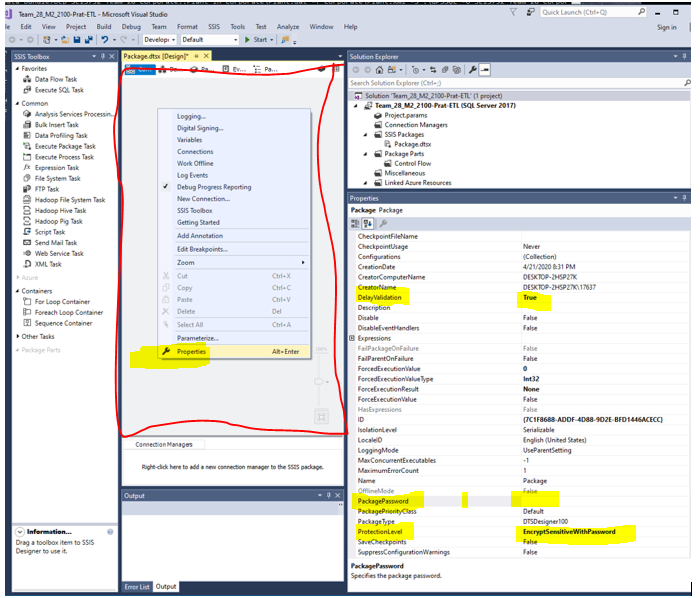 Team_28_M2_2100-Prat-ETL - Microsoft Visual Studio
Quick Launch (Ctrl+Q)
File Edit View Project Build Debug Team Format SSIS Tools Test Analyze Window Help
Sign in
Develop Default Start
SSIS Toolbox
Favorites
Data Flow Task
Execute SQL Task
Common
Analysis Services Processin...
Bulk Insert Task
Data Profiling Task
Execute Package Task
Execute Process Task
Expression Task
File System Task
FTP Task
Hadoop File System Task
Hadoop Hive Task
Hadoop Pig Task
Script Task
Send Mail Task
Web Service Task
XML Task
Azure
Containers
For Loop Container
Foreach Loop Container
Sequence Container
Other Tasks
Package Parts
Information...
Drag a toolbox item to SSIS
Designer to use it.
Package.dtsx [Design]*
Con... Da... Pa... Ev... Pa...
Logging...
Digital Signing...
Variables
Connections
Work Offline
Log Events
Debug Progress Reporting
New Connection...
SSIS Toolbox
Getting Started
Add Annotation
Edit Breakpoints...
Zoom
Cut Ctrl+X
Copy Ctrl+C
Paste Ctrl+V
Delete Del
Select All Ctrl+A
Parameterize...
Properties Alt+Enter
100%
Connection Managers
Right-click here to add a new connection manager to the SSIS package.
Output
Error List Output
Solution Explorer
Search Solution Explorer (Ctrl+;)
Solution 'Team_28_M2_2100-Prat-ETL' (1 project)
Team_28_M2_2100-Prat-ETL (SQL Server 2017)
Project.params
Connection Managers
SSIS Packages
Package.dtsx
Package Parts
Control Flow
Miscellaneous
Linked Azure Resources
Properties
Package Package
CheckpointFileName
CheckpointUsage Never
Configurations (Collection)
CreationDate 4/21/2020 8:31 PM
CreatorComputerName DESKTOP-2HSP27K
CreatorName DESKTOP-2HSP27K\17637
DelayValidation True
Description
Disable False
DisableEventHandlers False
Expressions
FailPackageOnFailure False
FailParentOnFailure False
ForcedExecutionValue 0
ForcedExecutionValueType Int32
ForceExecutionResult None
ForceExecutionValue False
HasExpressions False
ID {7C1F8688-ADDF-4D88-9D2E-BFD1446ACECC}
IsolationLevel Serializable
LocaleID English (United States)
LoggingMode UseParentSetting
MaxConcurrentExecutables -1
MaximumErrorCount 1
Name Package
OfflineMode False
PackagePassword
PackagePriorityClass Default
PackageType DTSDesigner100
ProtectionLevel EncryptSensitiveWithPassword
SaveCheckpoints False
SuppressConfigurationWarnings False
PackagePassword
Specifies the package password.